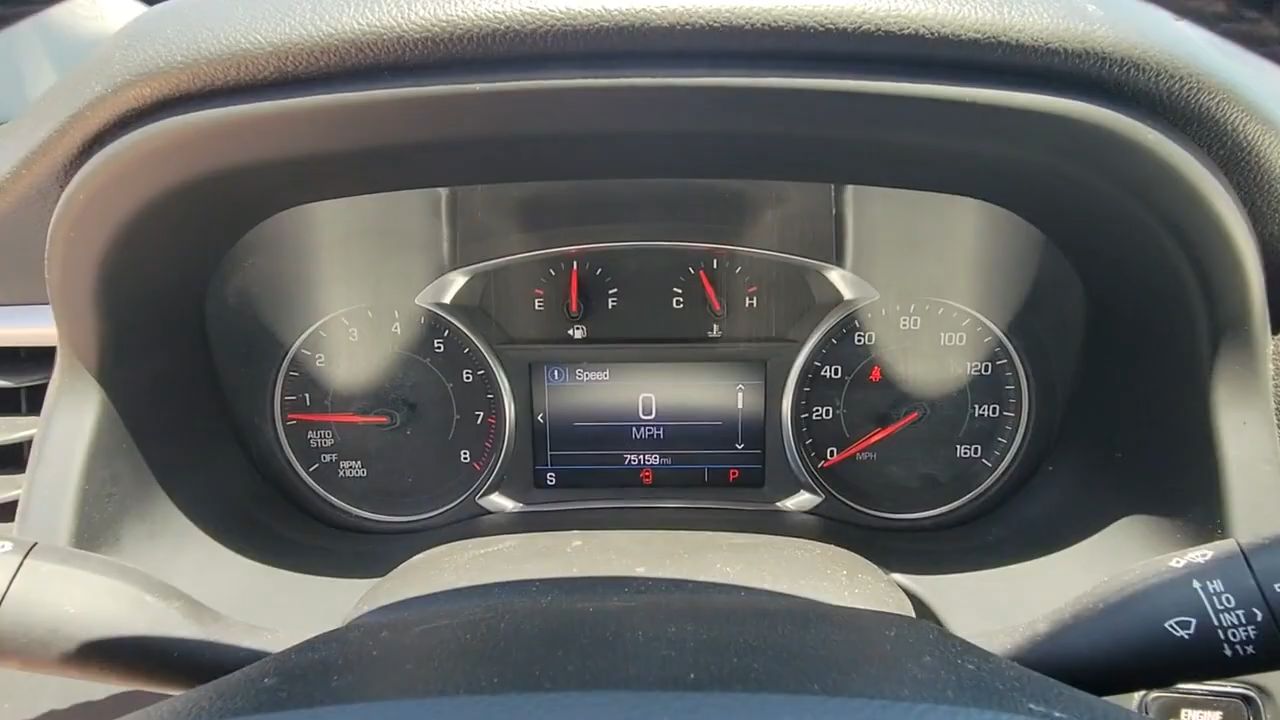 E F
C H
1 2 3 4 5 6 7 8
AUTO
STOP
OFF
RPM
X1000
1 Speed
0
MPH
75159 mi
S P
0 20 40 60 80 100 120 140 160
MPH
HI
LO
INT
OFF
1x
ENGINE